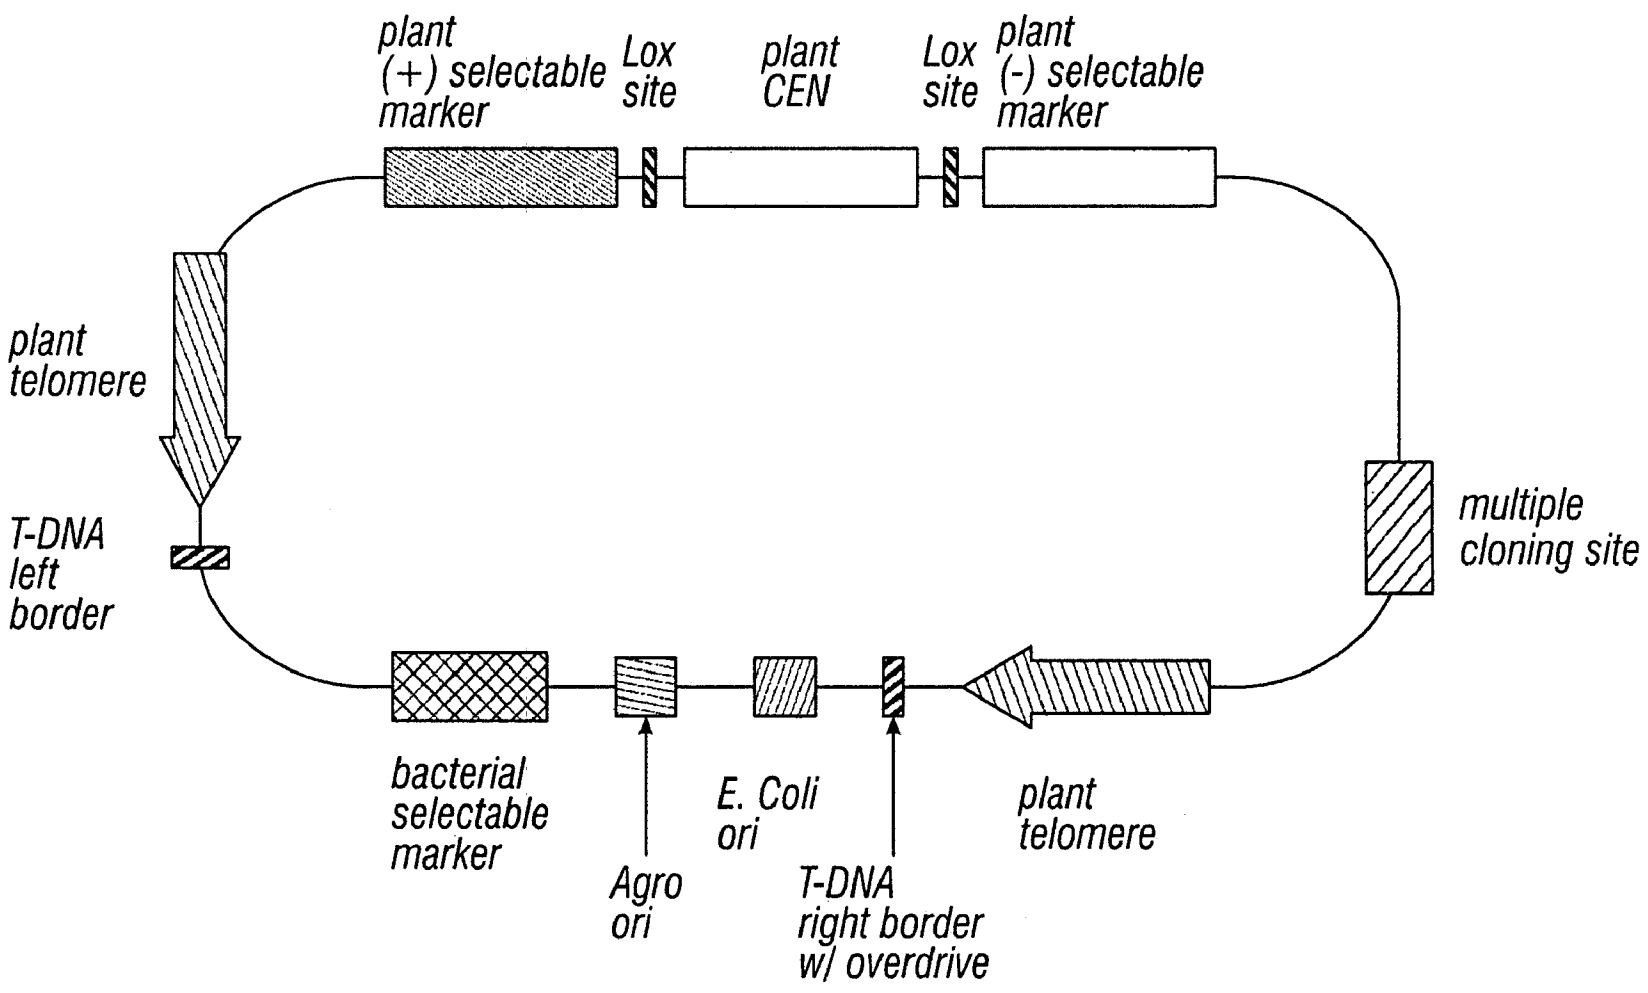 plant
(+) selectable
marker
Lox
site
plant
CEN
Lox
site
plant
(-) selectable
marker
plant
telomere
multiple
cloning site
T-DNA
left
border
bacterial
selectable
marker
Agro
ori
E. Coli
ori
T-DNA
right border
w/ overdrive
plant
telomere